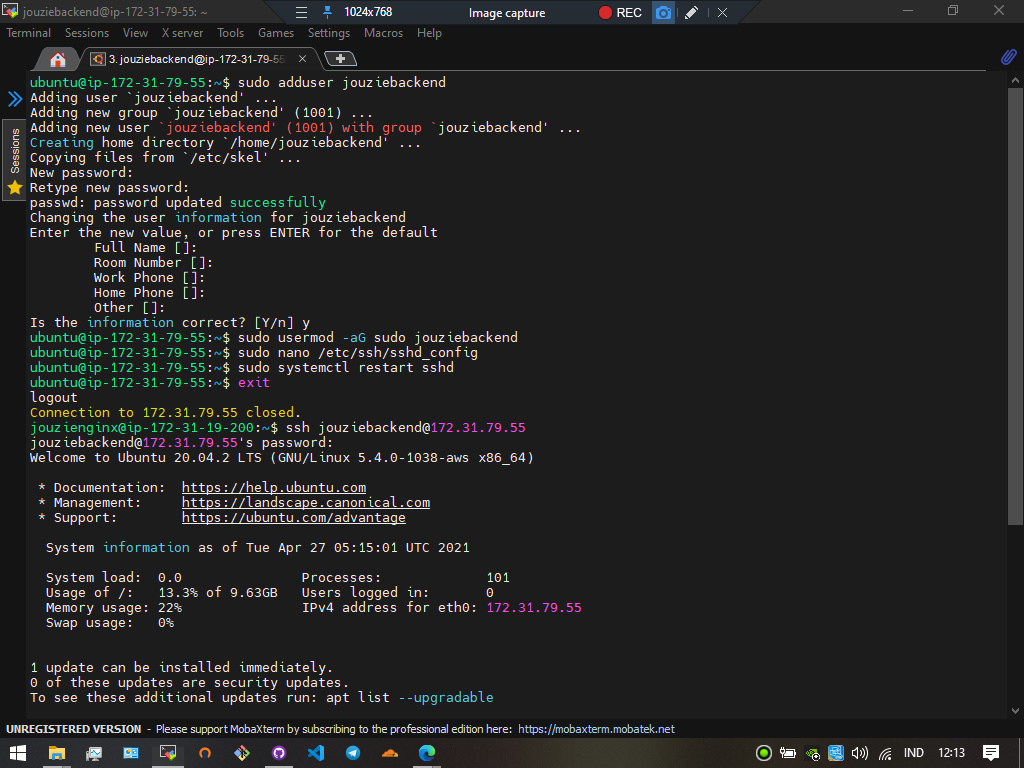 jouziebackend@ip-172-31-79-55: ~
1024x768
Image capture
REC
Terminal Sessions View X server Tools Games Settings Macros Help
3. jouziebackend@ip-172-31-79-55
Sessions
ubuntu@ip-172-31-79-55:~$ sudo adduser jouziebackend
Adding user `jouziebackend' ...
Adding new group `jouziebackend' (1001) ...
Adding new user `jouziebackend' (1001) with group `jouziebackend' ...
Creating home directory `/home/jouziebackend' ...
Copying files from `/etc/skel' ...
New password:
Retype new password:
passwd: password updated successfully
Changing the user information for jouziebackend
Enter the new value, or press ENTER for the default
Full Name []:
Room Number []:
Work Phone []:
Home Phone []:
Other []:
Is the information correct? [Y/n] y
ubuntu@ip-172-31-79-55:~$ sudo usermod -aG sudo jouziebackend
ubuntu@ip-172-31-79-55:~$ sudo nano /etc/ssh/sshd_config
ubuntu@ip-172-31-79-55:~$ sudo systemctl restart sshd
ubuntu@ip-172-31-79-55:~$ exit
logout
Connection to 172.31.79.55 closed.
jouzienginx@ip-172-31-19-200:~$ ssh jouziebackend@172.31.79.55
jouziebackend@172.31.79.55's password:
Welcome to Ubuntu 20.04.2 LTS (GNU/Linux 5.4.0-1038-aws x86_64)
* Documentation: https://help.ubuntu.com
* Management: https://landscape.canonical.com
* Support: https://ubuntu.com/advantage
System information as of Tue Apr 27 05:15:01 UTC 2021
System load: 0.0 Processes: 101
Usage of /: 13.3% of 9.63GB Users logged in: 0
Memory usage: 22% IPv4 address for eth0: 172.31.79.55
Swap usage: 0%
1 update can be installed immediately.
0 of these updates are security updates.
To see these additional updates run: apt list --upgradable
UNREGISTERED VERSION - Please support MobaXterm by subscribing to the professional edition here: https://mobaxterm.mobatek.net
IND 12:13